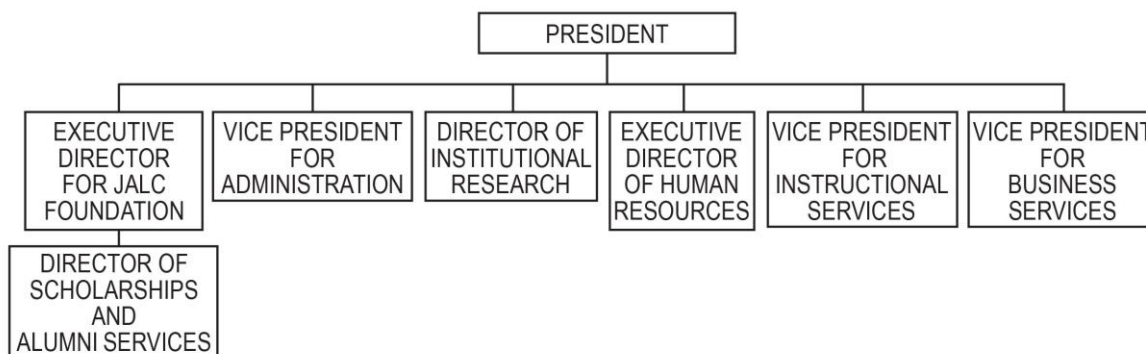 PRESIDENT
EXECUTIVE
DIRECTOR
FOR JALC
FOUNDATION
VICE PRESIDENT
FOR
ADMINISTRATION
DIRECTOR OF
INSTITUTIONAL
RESEARCH
EXECUTIVE
DIRECTOR
OF HUMAN
RESOURCES
VICE PRESIDENT
FOR
INSTRUCTIONAL
SERVICES
VICE PRESIDENT
FOR
BUSINESS
SERVICES
DIRECTOR OF
SCHOLARSHIPS
AND
ALUMNI SERVICES